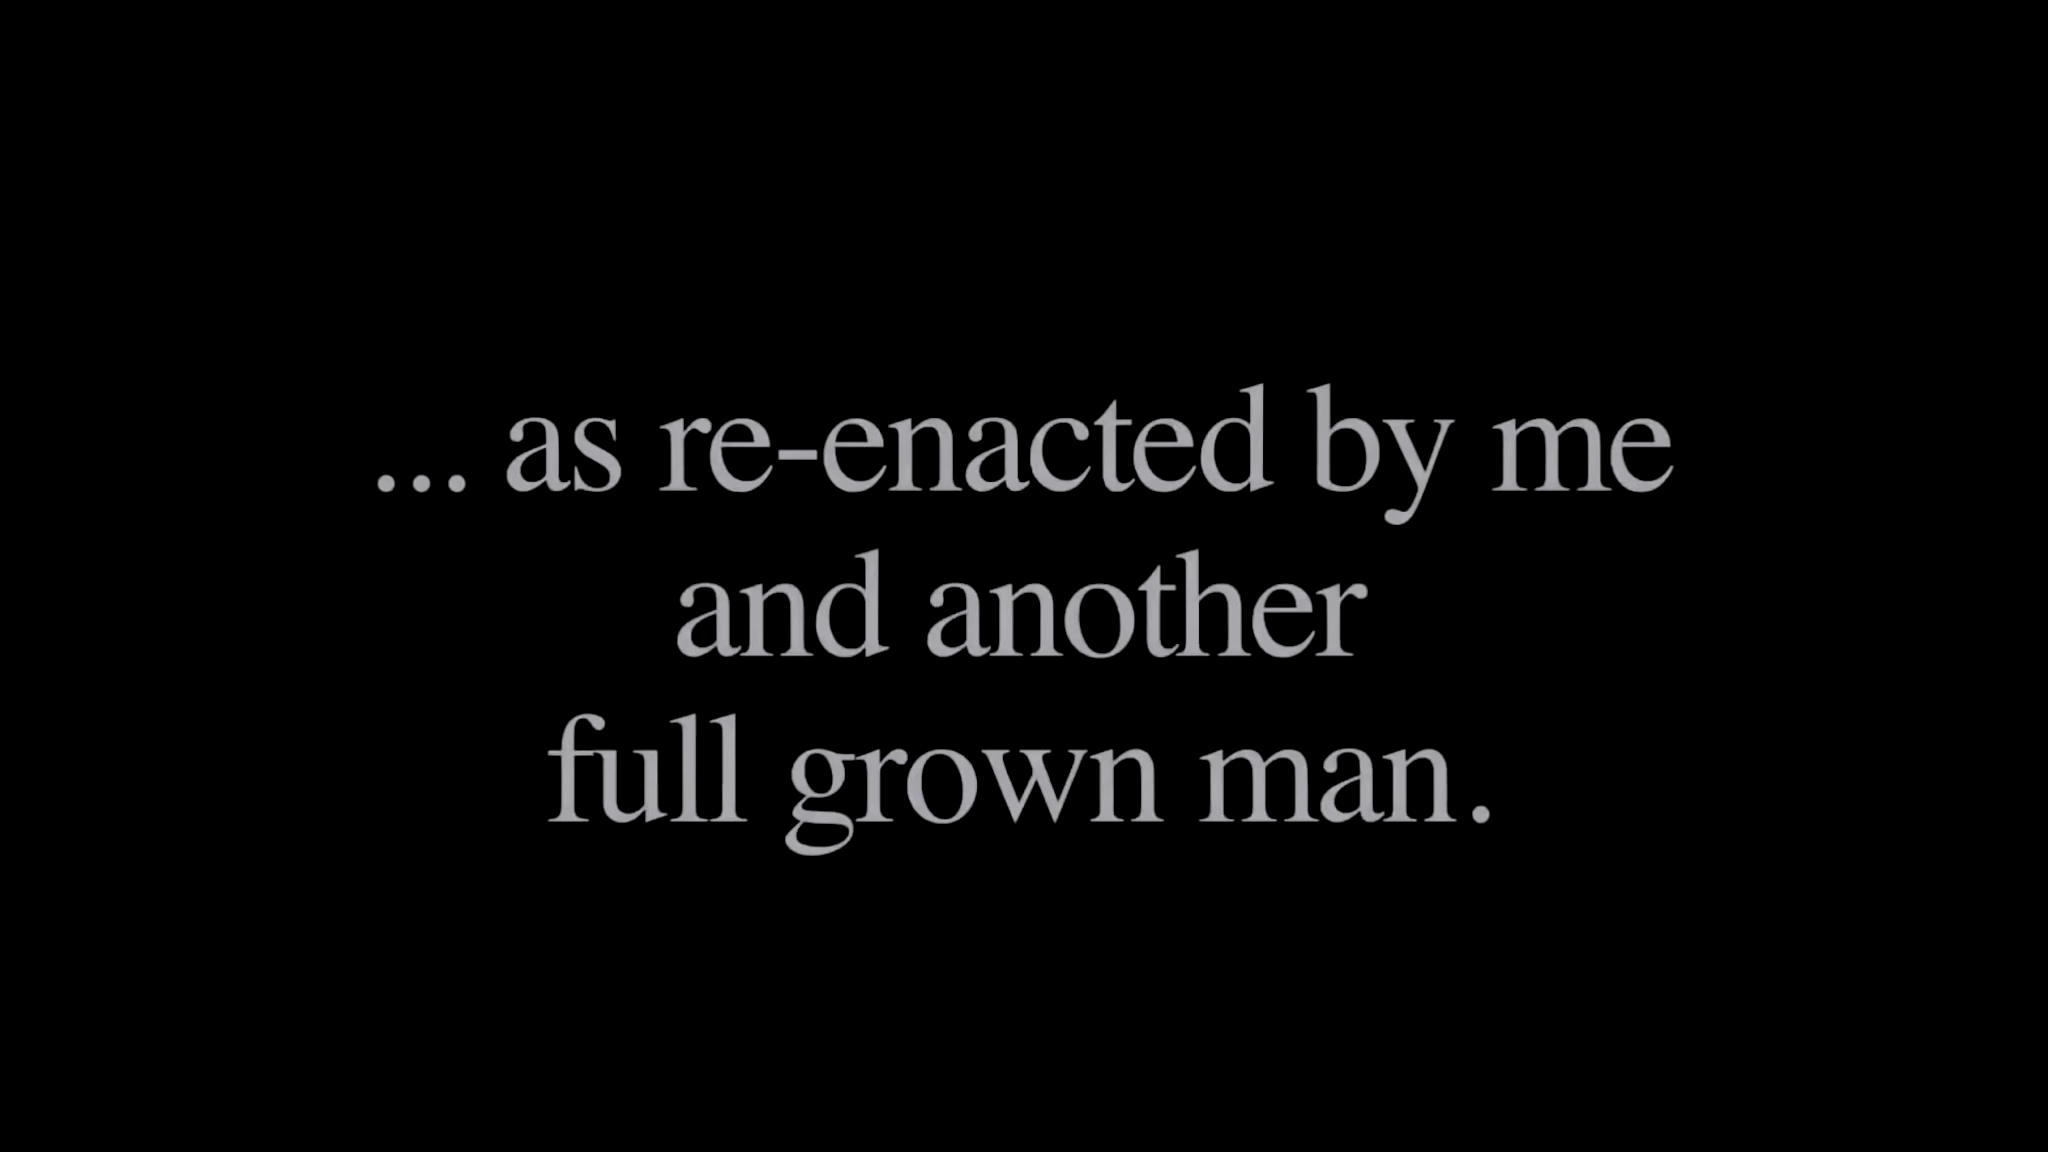 ... as re-enacted by me
and another
full grown man.